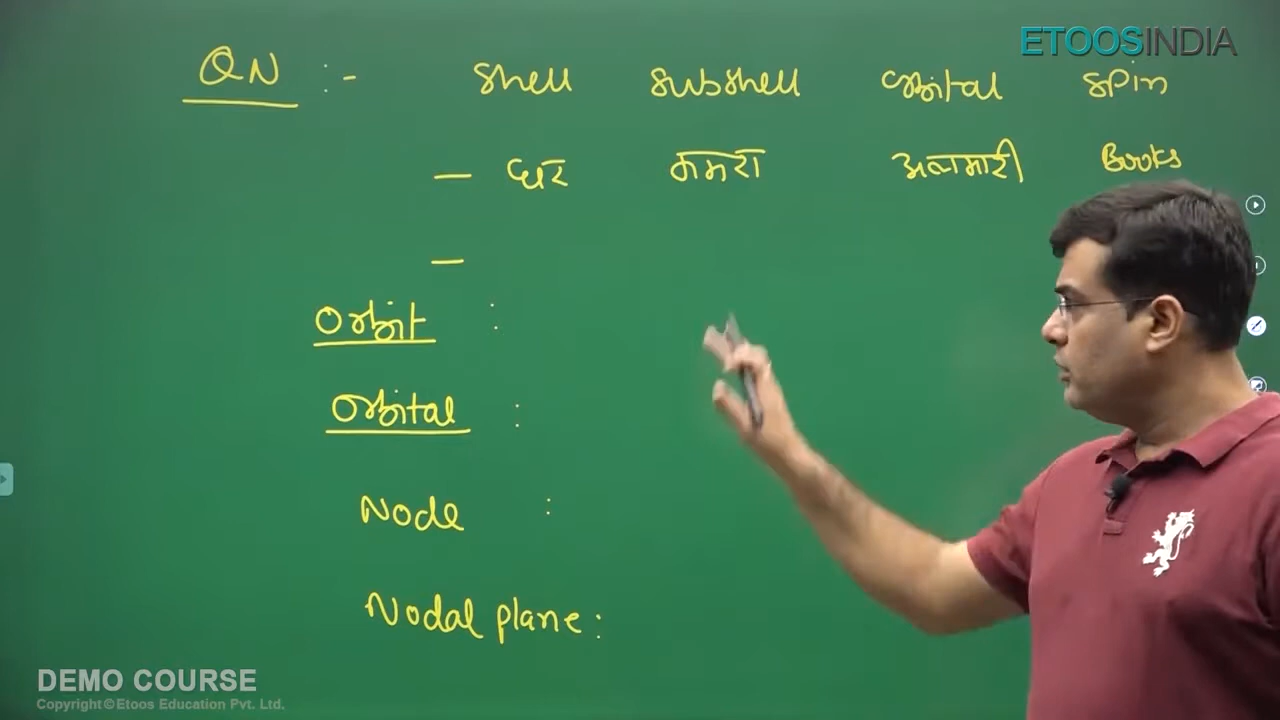 ETOOSINDIA
QN :- Shell Subshell Orbital Spin
— घर कमरा अलमारी Books
—
Orbit :
Orbital :
Node :
Nodal plane :
DEMO COURSE
Copyright © Etoos Education Pvt. Ltd.